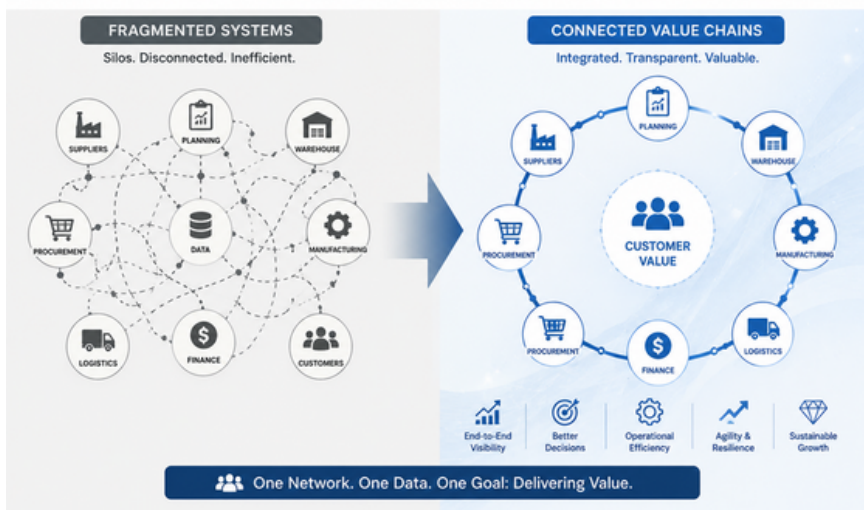 FRAGMENTED SYSTEMS
Silos. Disconnected. Inefficient.
SUPPLIERS
PLANNING
WAREHOUSE
PROCUREMENT
DATA
MANUFACTURING
LOGISTICS
FINANCE
CUSTOMERS
CONNECTED VALUE CHAINS
Integrated. Transparent. Valuable.
PLANNING
SUPPLIERS
WAREHOUSE
PROCUREMENT
CUSTOMER
VALUE
MANUFACTURING
PROCUREMENT
FINANCE
LOGISTICS
End-to-End
Visibility
Better
Decisions
Operational
Efficiency
Agility &
Resilience
Sustainable
Growth
One Network. One Data. One Goal: Delivering Value.